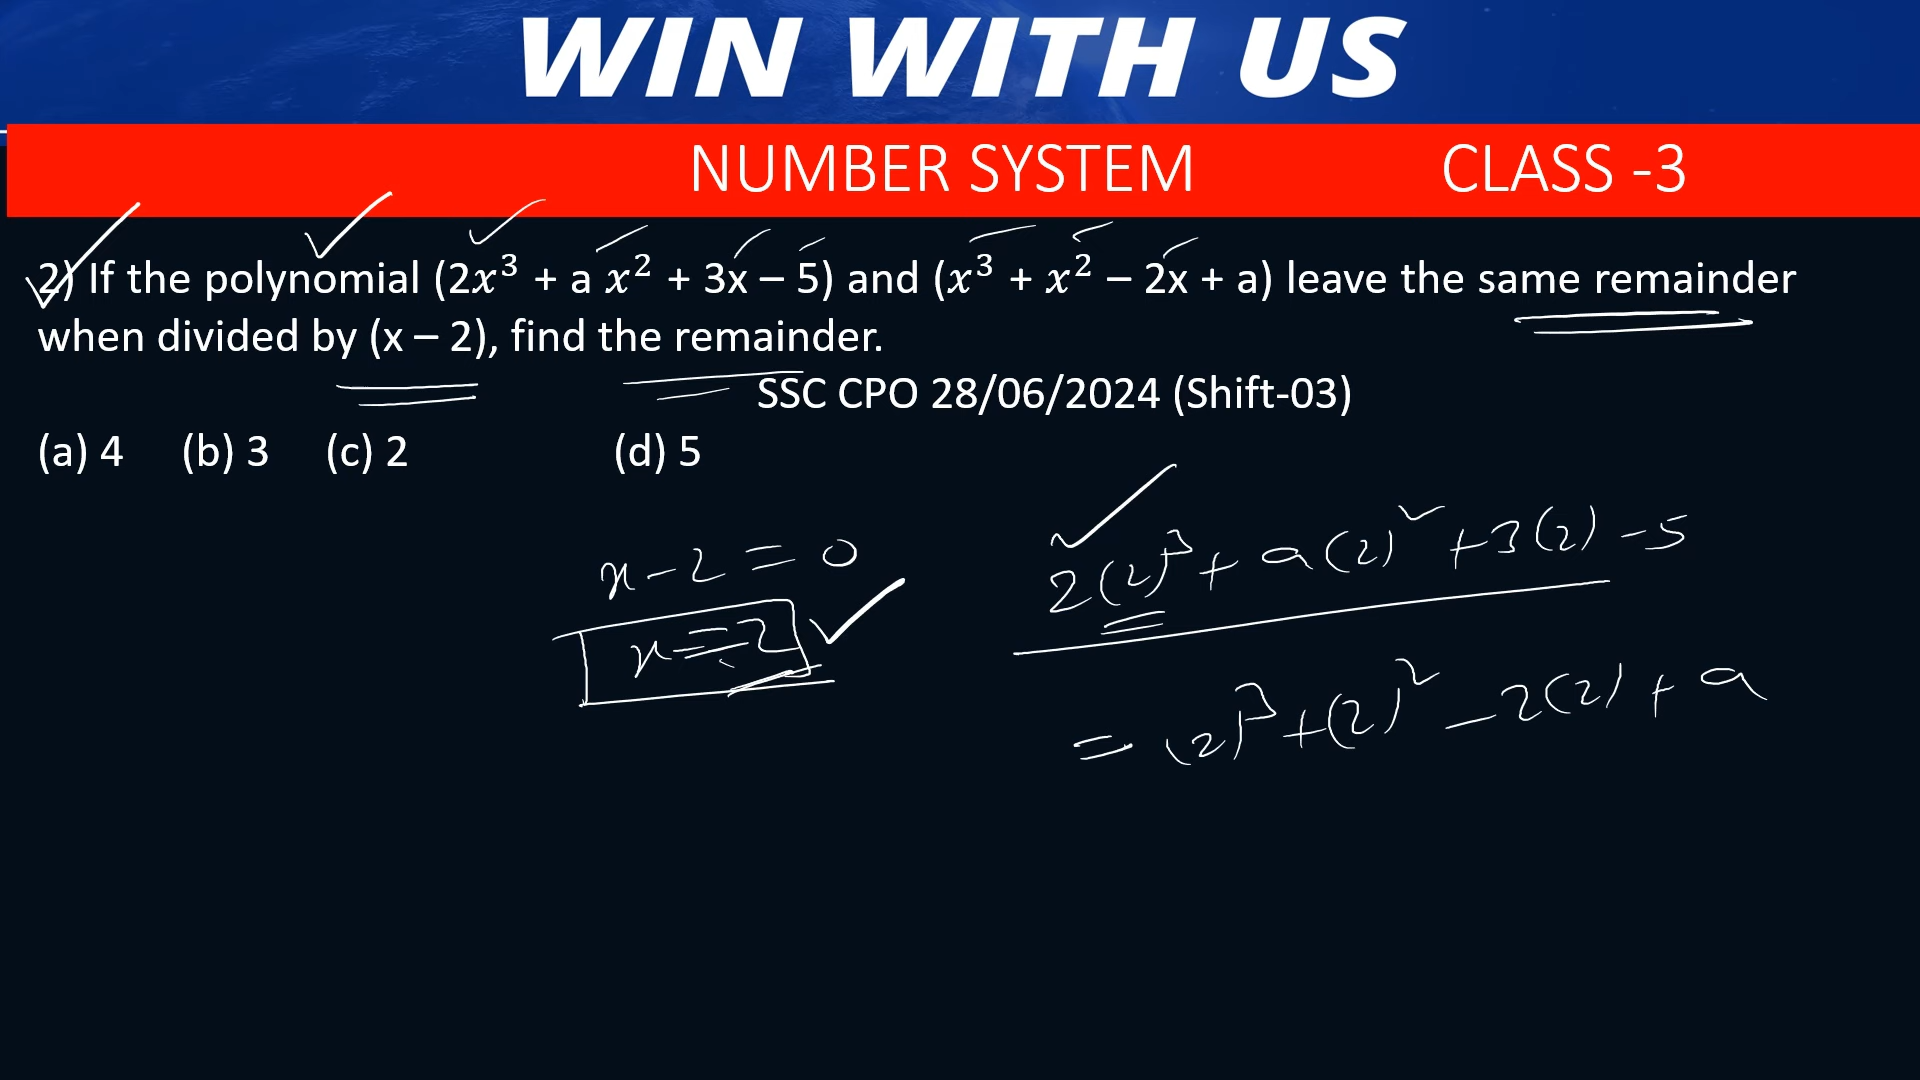 WIN WITH US
NUMBER SYSTEM CLASS -3
2) If the polynomial (2x³ + a x² + 3x – 5) and (x³ + x² – 2x + a) leave the same remainder
when divided by (x – 2), find the remainder.
SSC CPO 28/06/2024 (Shift-03)
(a) 4 (b) 3 (c) 2 (d) 5
x - 2 = 0
x = 2
2(2)³ + a(2)² + 3(2) - 5
= (2)³ + (2)² - 2(2) + a